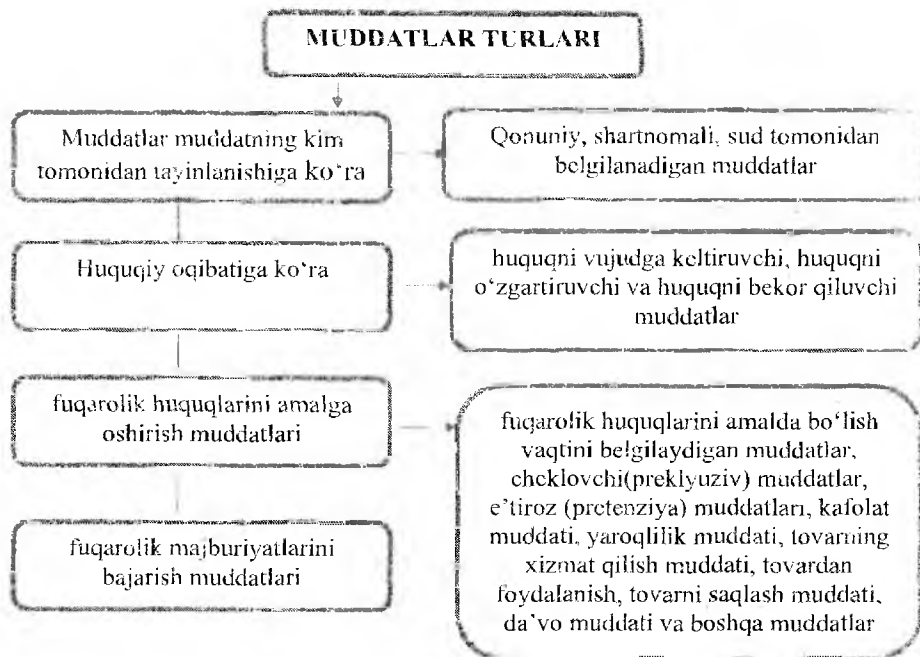 MUDDATLAR TURLARI
Muddatlar muddatning kim
tomonidan tayinlanishiga ko‘ra
Qonuniy, shartnomali, sud tomonidan
belgilanadigan muddatlar
Huquqiy oqibatiga ko‘ra
huquqni vujudga keltiruvchi, huquqni
o‘zgartiruvchi va huquqni bekor qiluvchi
muddatlar
fuqarolik huquqlarini amalga
oshirish muddatlari
fuqarolik huquqlarini amalda bo‘lish
vaqtini belgilaydigan muddatlar,
cheklovchi(preklyuziv) muddatlar,
e’tiroz (pretenziya) muddatlari, kafolat
muddati, yaroqlilik muddati, tovarning
xizmat qilish muddati, tovardan
foydalanish, tovarni saqlash muddati,
da’vo muddati va boshqa muddatlar
fuqarolik majburiyatlarini
bajarish muddatlari